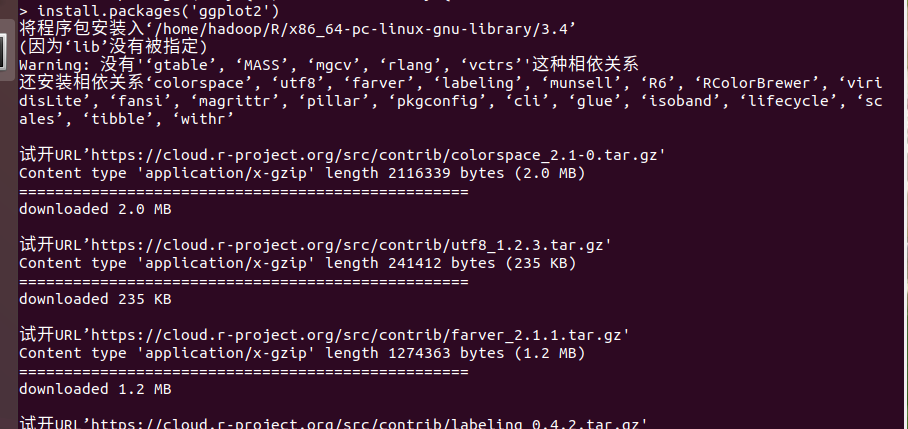 > install.packages('ggplot2')
将程序包安装入‘/home/hadoop/R/x86_64-pc-linux-gnu-library/3.4’
(因为‘lib’没有被指定)
Warning: 没有'‘gtable’, ‘MASS’, ‘mgcv’, ‘rlang’, ‘vctrs’'这种相依关系
还安装相依关系‘colorspace’, ‘utf8’, ‘farver’, ‘labeling’, ‘munsell’, ‘R6’, ‘RColorBrewer’, ‘viri
disLite’, ‘fansi’, ‘magrittr’, ‘pillar’, ‘pkgconfig’, ‘cli’, ‘glue’, ‘isoband’, ‘lifecycle’, ‘sc
ales’, ‘tibble’, ‘withr’
试开URL’https://cloud.r-project.org/src/contrib/colorspace_2.1-0.tar.gz'
Content type 'application/x-gzip' length 2116339 bytes (2.0 MB)
==================================================
downloaded 2.0 MB
试开URL’https://cloud.r-project.org/src/contrib/utf8_1.2.3.tar.gz'
Content type 'application/x-gzip' length 241412 bytes (235 KB)
==================================================
downloaded 235 KB
试开URL’https://cloud.r-project.org/src/contrib/farver_2.1.1.tar.gz'
Content type 'application/x-gzip' length 1274363 bytes (1.2 MB)
==================================================
downloaded 1.2 MB
试开URL’https://cloud.r-project.org/src/contrib/labeling_0.4.2.tar.gz'